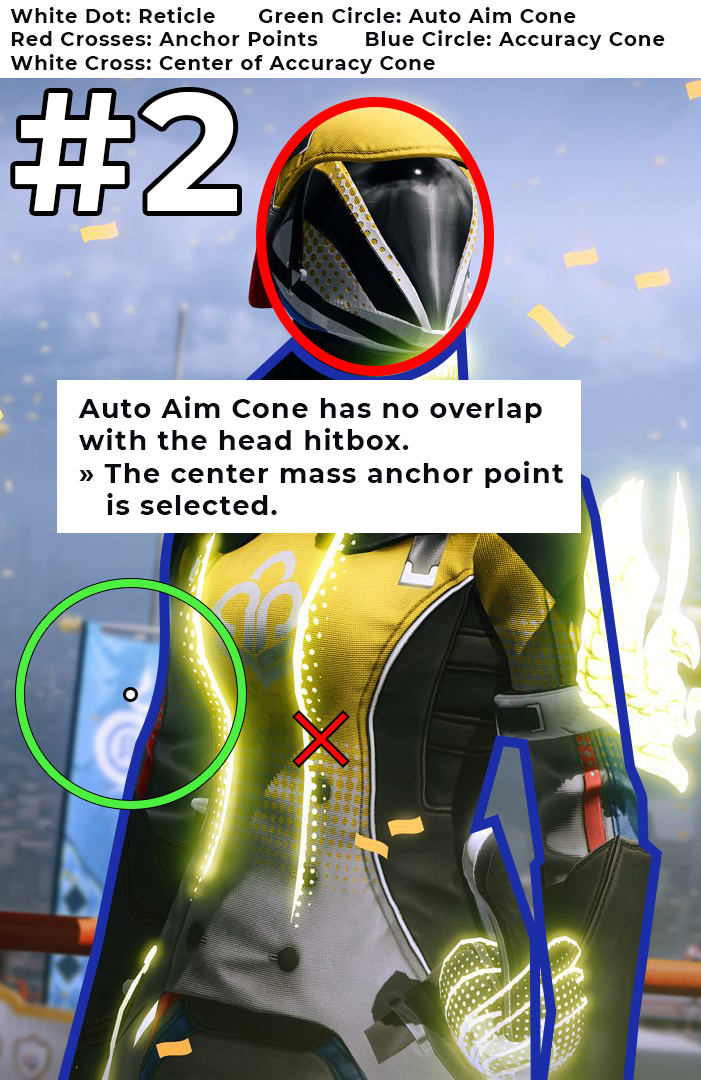 White Dot: Reticle Green Circle: Auto Aim Cone
Red Crosses: Anchor Points Blue Circle: Accuracy Cone
White Cross: Center of Accuracy Cone
#2
Auto Aim Cone has no overlap
with the head hitbox.
» The center mass anchor point
is selected.